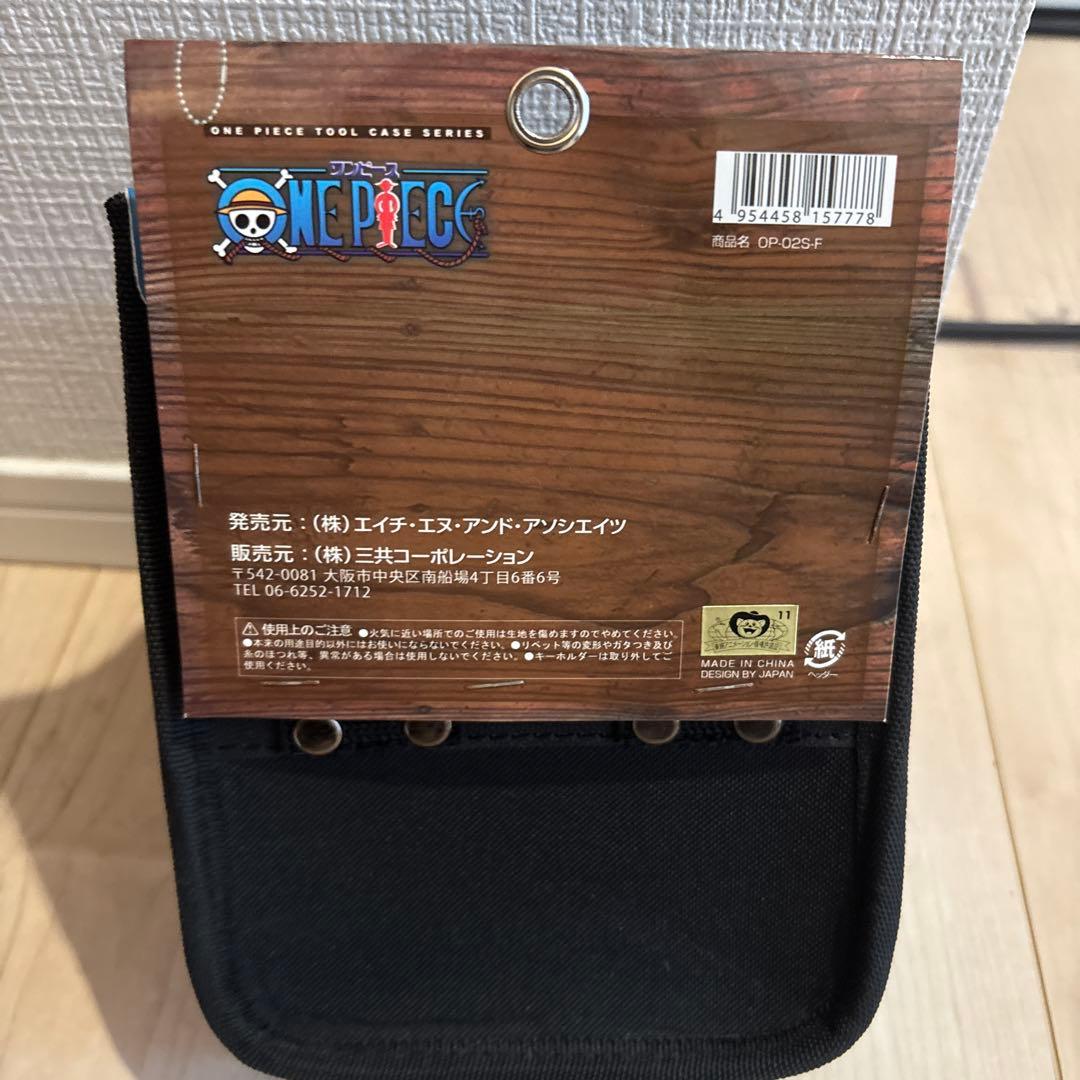 ONE PIECE TOOL CASE SERIES
ワンピース
ONE PIECE
4 954458 157778
商品名 OP-02S-F
発売元：（株）エイチ・エヌ・アンド・アソシエイツ
販売元：（株）三共コーポレーション
〒542-0081 大阪市中央区南船場4丁目6番6号
TEL 06-6252-1712
⚠ 使用上のご注意 ●火気に近い場所でのご使用は生地を傷めますのでやめてください。
●本来の用途目的以外にはお使いにならないでください。●リベット等の変形やガタつき及び
糸のほつれ等、異常がある場合は使用しないでください。●キーホルダーは取り外してご
使用ください。
11
MADE IN CHINA
DESIGN BY JAPAN
紙
ヘッダー